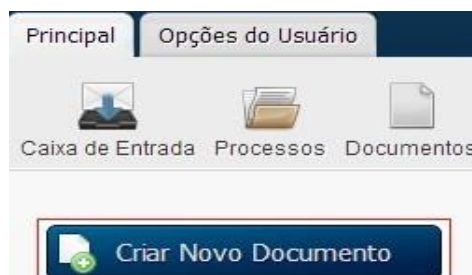 Principal Opções do Usuário
Caixa de Entrada Processos Documentos
Criar Novo Documento